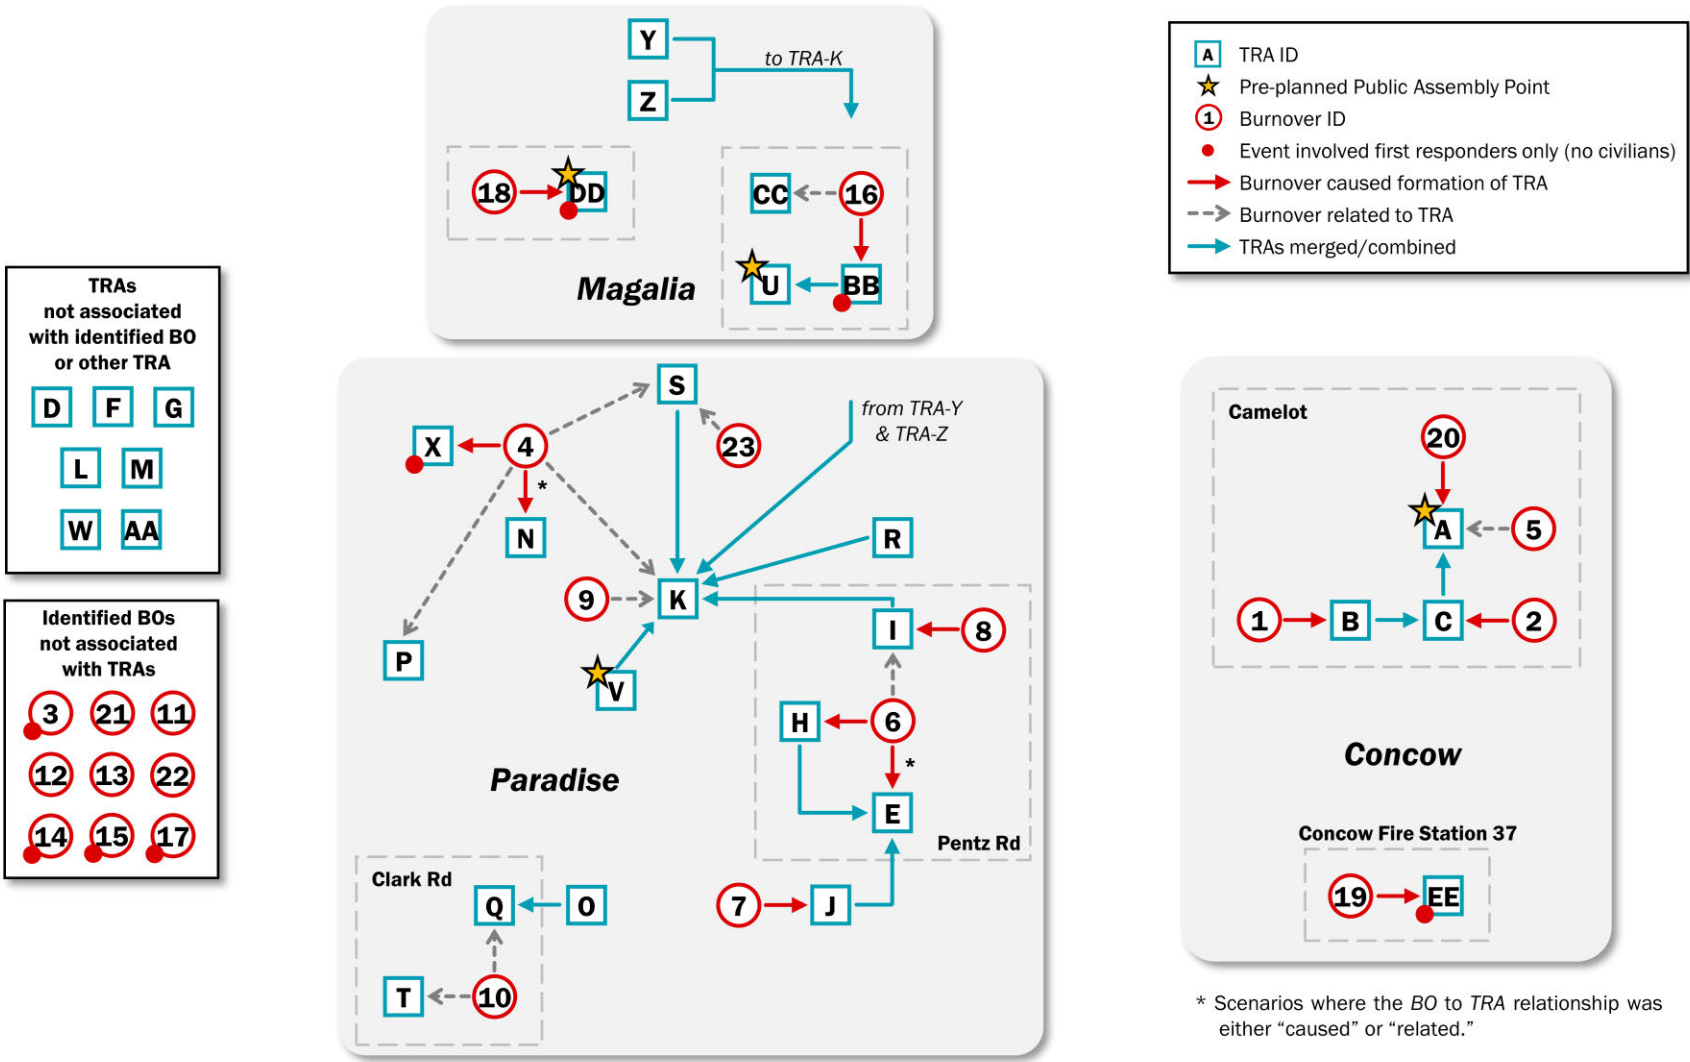 Y
to TRA-K
Z
18
DD
CC
16
U
BB
Magalia
A TRA ID
Pre-planned Public Assembly Point
1 Burnover ID
Event involved first responders only (no civilians)
Burnover caused formation of TRA
Burnover related to TRA
TRAs merged/combined
TRAs
not associated
with identified BO
or other TRA
D F G
L M
W AA
Identified BOs
not associated
with TRAs
3 21 11
12 13 22
14 15 17
S
from TRA-Y
& TRA-Z
X
4
23
*
N
R
9
K
I
8
P
V
H
6
*
Paradise
E
Pentz Rd
Clark Rd
Q
O
7
J
T
10
Camelot
20
A
5
1
B
C
2
Concow
Concow Fire Station 37
19
EE
* Scenarios where the BO to TRA relationship was
either “caused” or “related.”